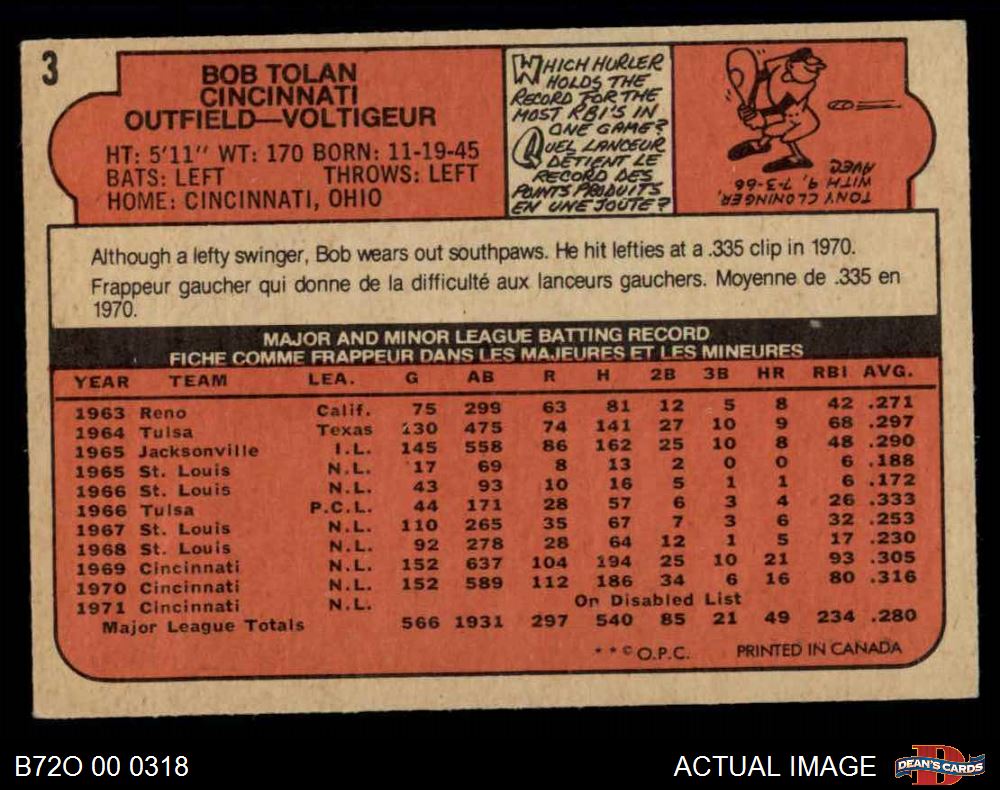 3
BOB TOLAN
CINCINNATI
OUTFIELD—VOLTIGEUR
HT: 5'11" WT: 170 BORN: 11-19-45
BATS: LEFT THROWS: LEFT
HOME: CINCINNATI, OHIO
WHICH HURLER
HOLDS THE
RECORD FOR THE
MOST RBI'S IN
ONE GAME?
QUEL LANCEUR
DÉTIENT LE
RECORD DES
POINTS PRODUITS
EN UNE JOUTE?
TONY CLONINGER,
WITH 9, 7-3-66
AVEC
Although a lefty swinger, Bob wears out southpaws. He hit lefties at a .335 clip in 1970.
Frappeur gaucher qui donne de la difficulté aux lanceurs gauchers. Moyenne de .335 en
1970.
MAJOR AND MINOR LEAGUE BATTING RECORD
FICHE COMME FRAPPEUR DANS LES MAJEURES ET LES MINEURES
YEAR TEAM LEA. G AB R H 2B 3B HR RBI AVG.
1963 Reno Calif. 75 299 63 81 12 5 8 42 .271
1964 Tulsa Texas 130 475 74 141 27 10 9 68 .297
1965 Jacksonville I.L. 145 558 86 162 25 10 8 48 .290
1965 St. Louis N.L. 17 69 8 13 2 0 0 6 .188
1966 St. Louis N.L. 43 93 10 16 5 1 1 6 .172
1966 Tulsa P.C.L. 44 171 28 57 6 3 4 26 .333
1967 St. Louis N.L. 110 265 35 67 7 3 6 32 .253
1968 St. Louis N.L. 92 278 28 64 12 1 5 17 .230
1969 Cincinnati N.L. 152 637 104 194 25 10 21 93 .305
1970 Cincinnati N.L. 152 589 112 186 34 6 16 80 .316
1971 Cincinnati N.L. On Disabled List
Major League Totals 566 1931 297 540 85 21 49 234 .280
**©O.P.C. PRINTED IN CANADA
B72O 00 0318
ACTUAL IMAGE
D
DEAN'S CARDS